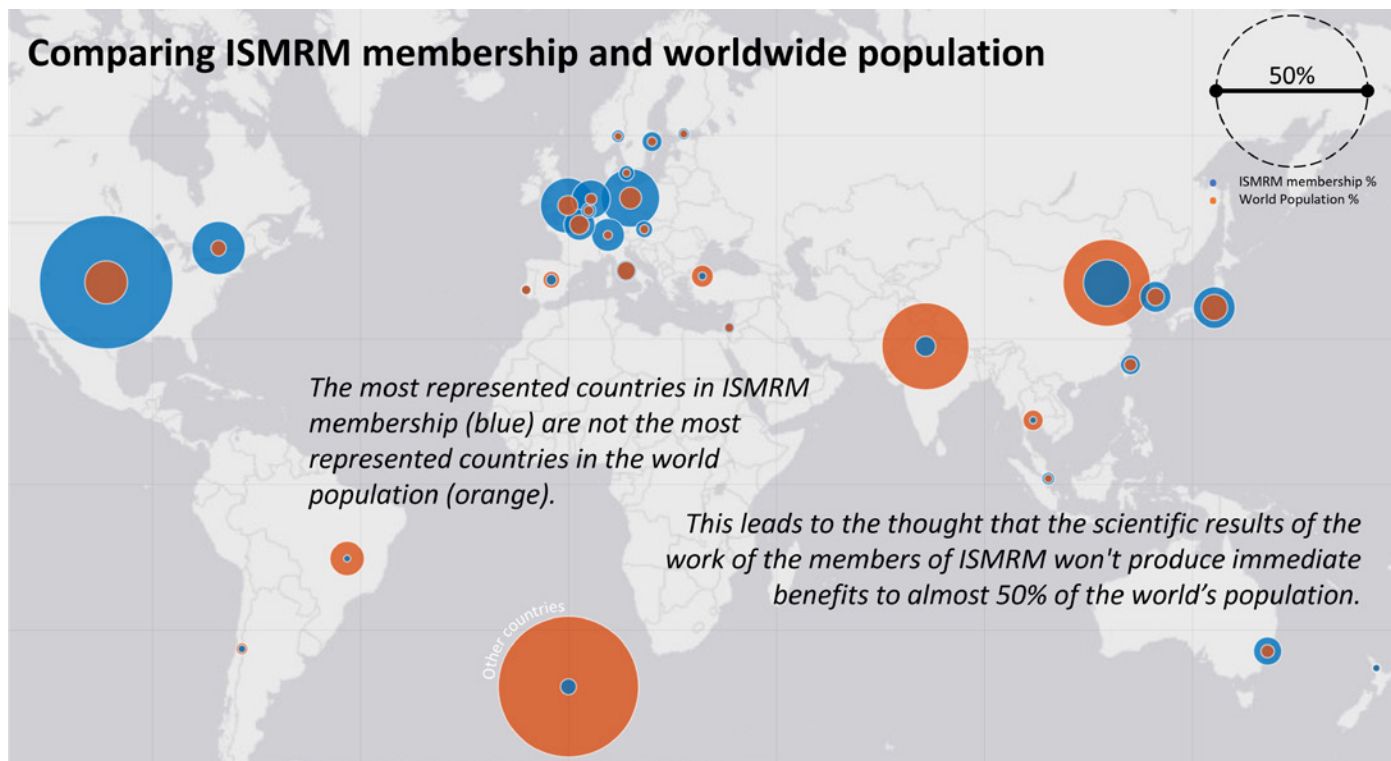 Comparing ISMRM membership and worldwide population
50%
ISMRM membership %
World Population %
The most represented countries in ISMRM
membership (blue) are not the most
represented countries in the world
population (orange).
This leads to the thought that the scientific results of the
work of the members of ISMRM won't produce immediate
benefits to almost 50% of the world’s population.
Other countries